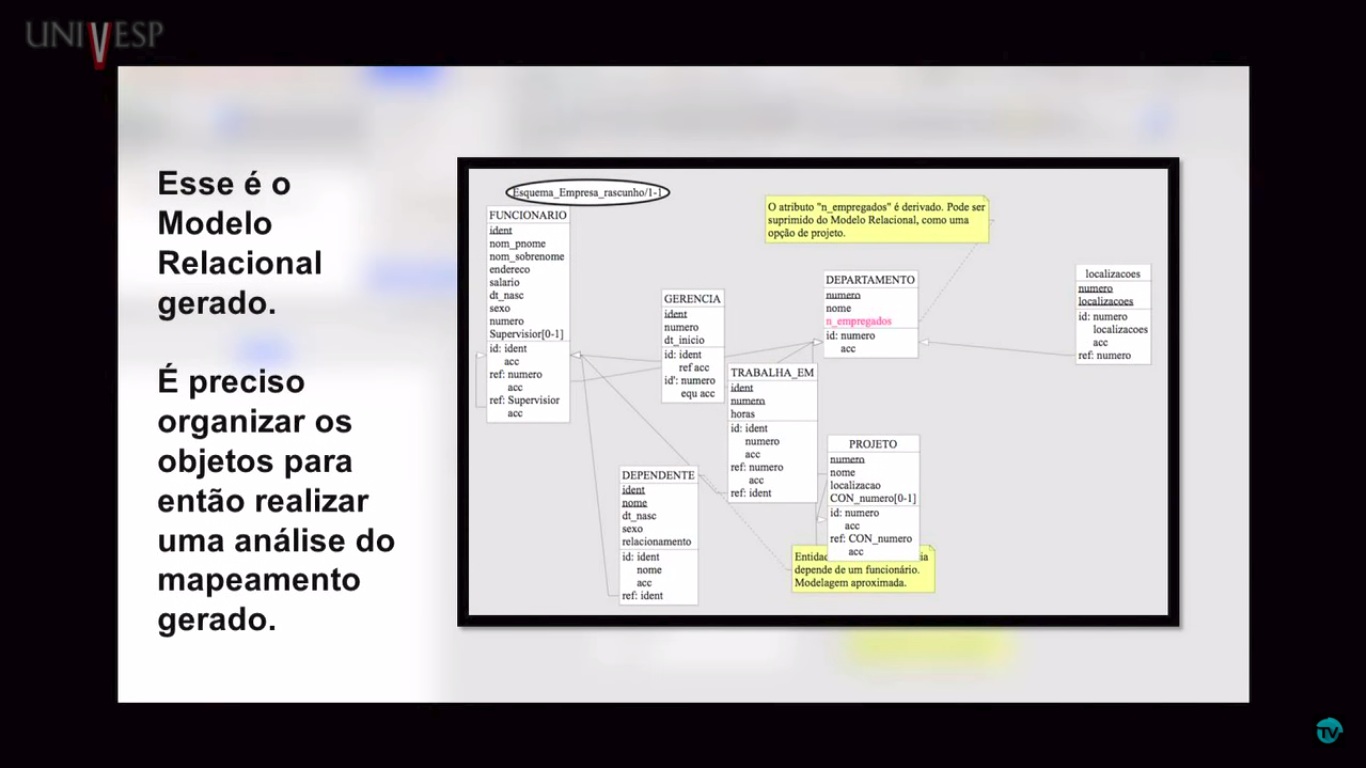 UNIVESP
Esse é o
Modelo
Relacional
gerado.
É preciso
organizar os
objetos para
então realizar
uma análise do
mapeamento
gerado.
Esquema_Empresa_rascunho/1-1
FUNCIONARIO
ident
nom_pnome
nom_sobrenome
endereco
salario
dt_nasc
sexo
numero
Supervisior[0-1]
id: ident
acc
ref: numero
acc
ref: Supervisior
acc
GERENCIA
ident
numero
dt_inicio
id: ident
ref acc
id': numero
equ acc
O atributo "n_empregados" é derivado. Pode ser
suprimido do Modelo Relacional, como uma
opção de projeto.
DEPARTAMENTO
numero
nome
n_empregados
id: numero
acc
localizacoes
numero
localizacoes
id: numero
localizacoes
acc
ref: numero
TRABALHA_EM
ident
numero
horas
id: ident
numero
acc
ref: numero
acc
ref: ident
DEPENDENTE
ident
nome
dt_nasc
sexo
relacionamento
id: ident
nome
acc
ref: ident
PROJETO
numero
nome
localizacao
CON_numero[0-1]
id: numero
acc
ref: CON_numero
acc
depende de um funcionário.
Modelagem aproximada.
TV